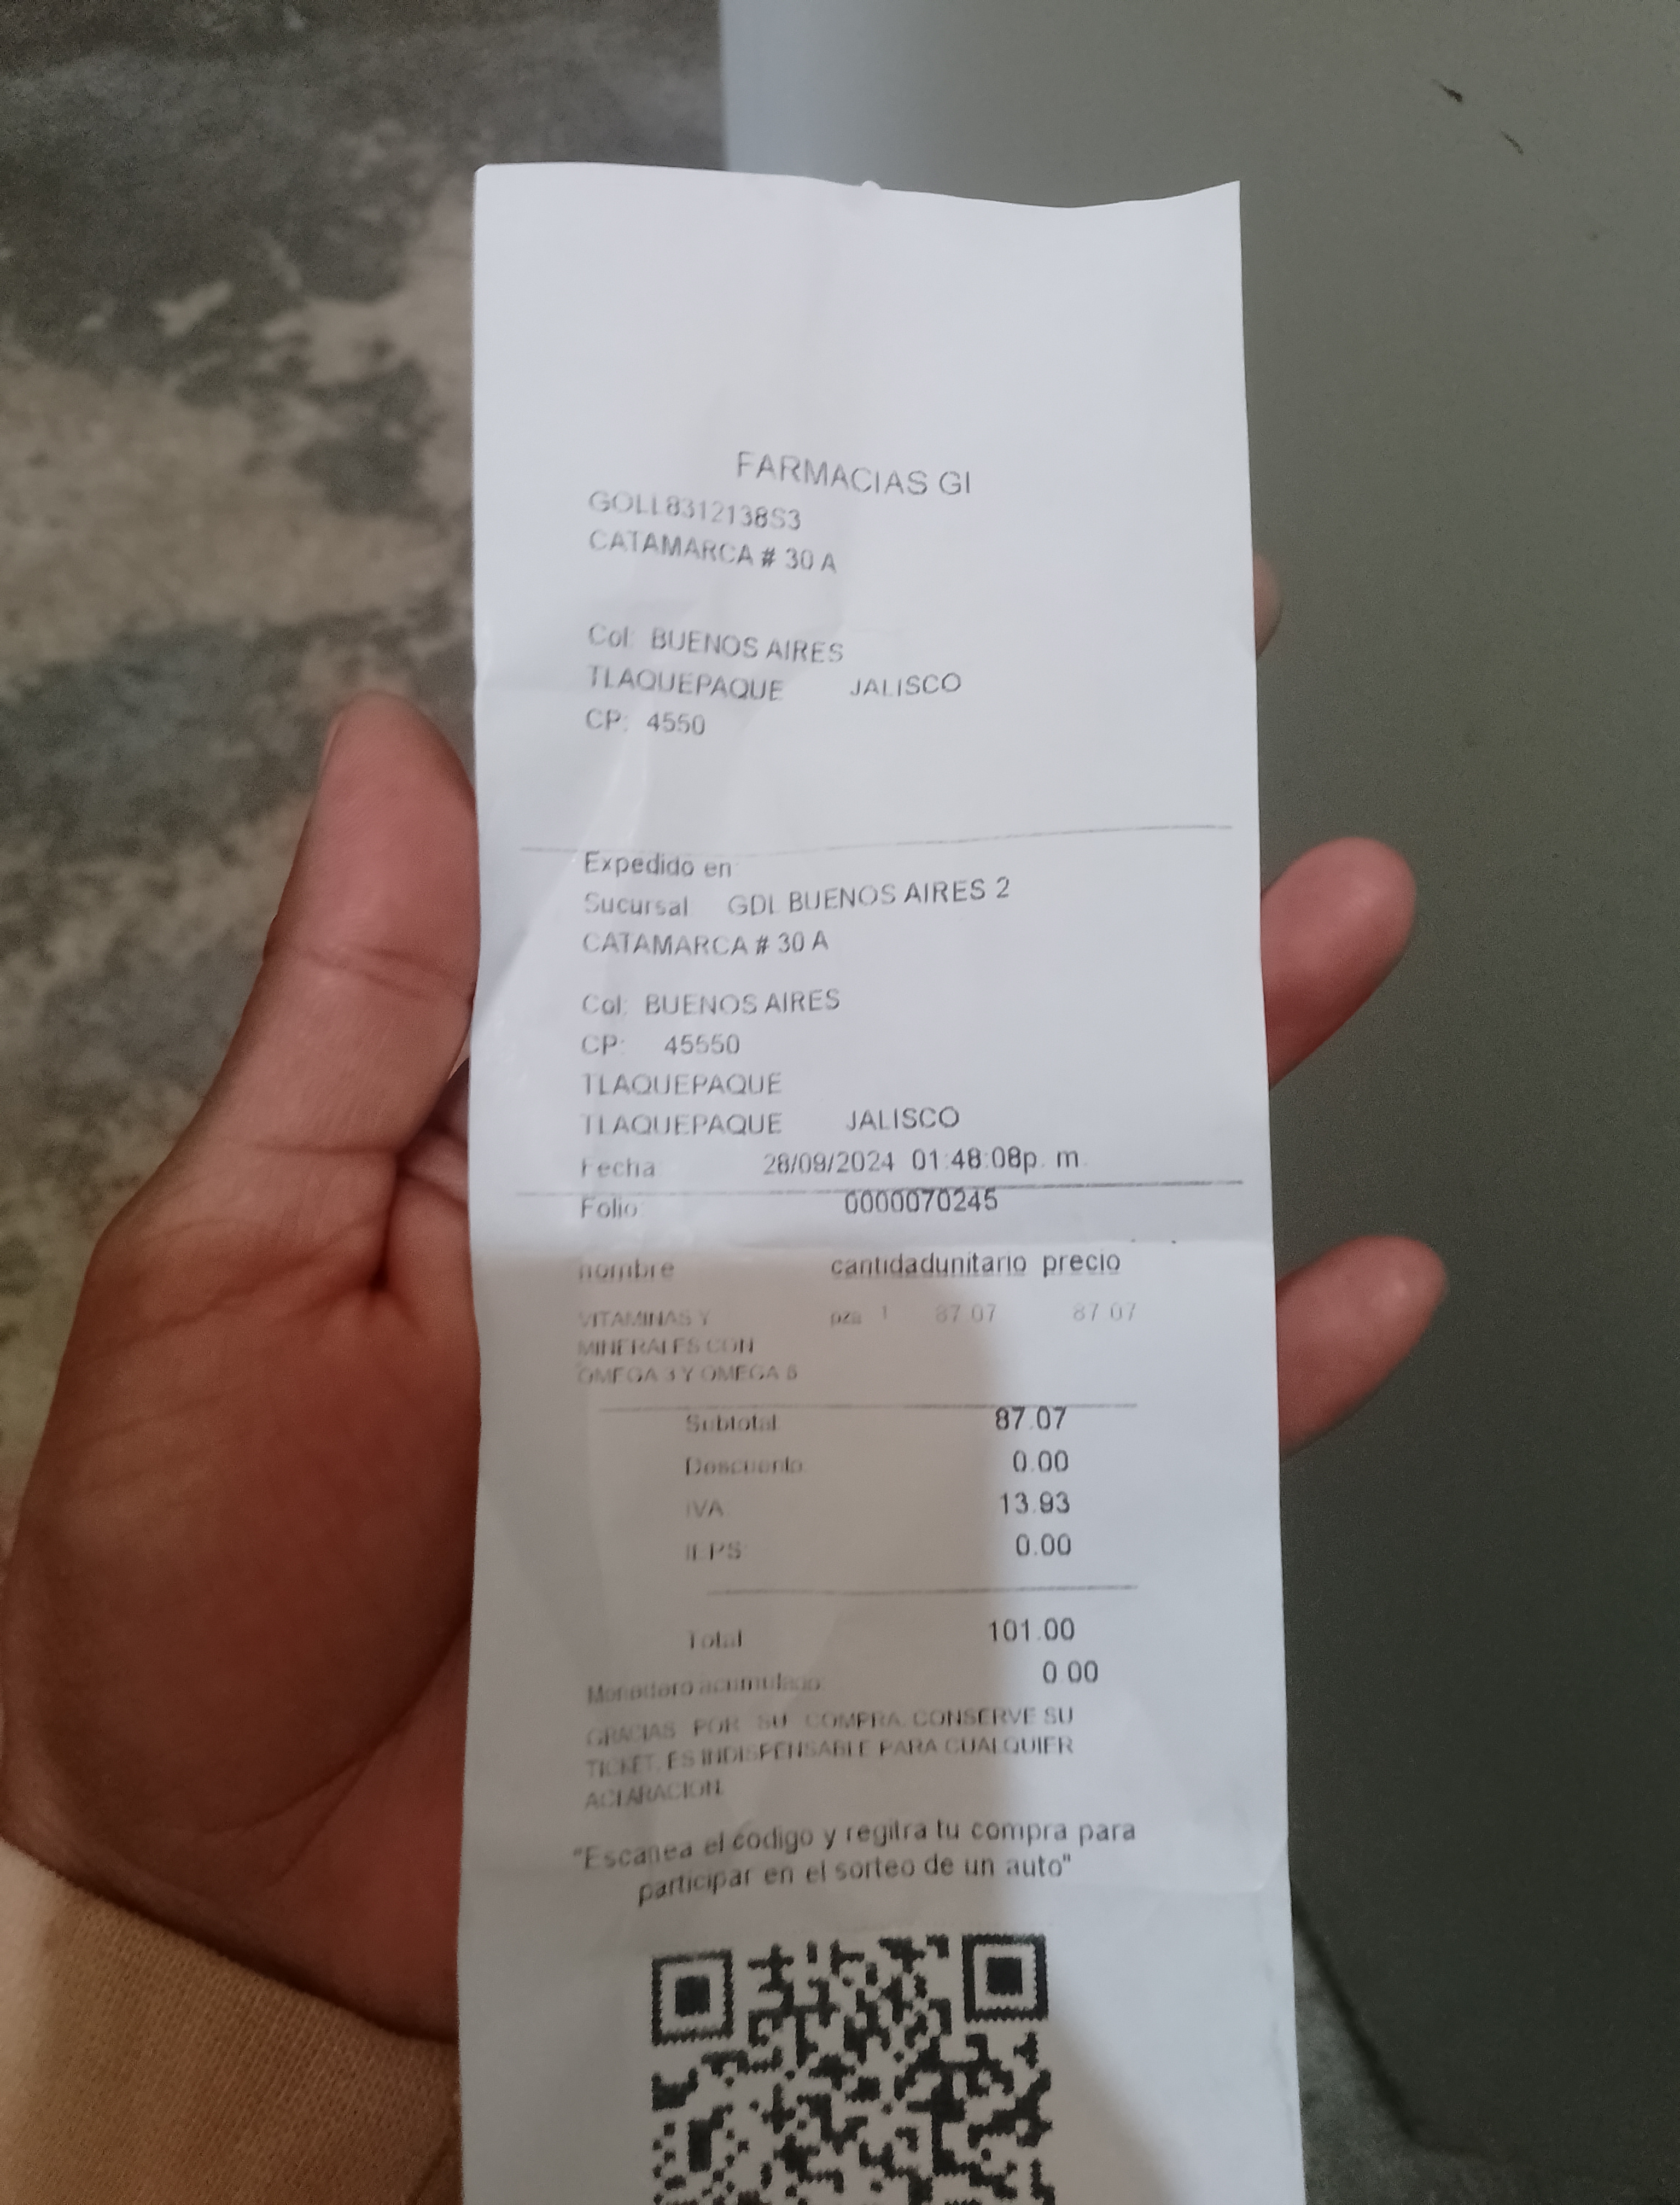 FARMACIAS GI
GOLL8312138S3
CATAMARCA # 30 A
Col: BUENOS AIRES
TLAQUEPAQUE JALISCO
CP: 4550
Expedido en:
Sucursal GDL BUENOS AIRES 2
CATAMARCA # 30 A
Col: BUENOS AIRES
CP: 45550
TLAQUEPAQUE
TLAQUEPAQUE JALISCO
Fecha: 28/09/2024 01:48:08p. m.
Folio: 0000070245
nombre cantidadunitario precio
VITAMINAS Y pza 1 87.07 87.07
MINERALES CON
OMEGA 3 Y OMEGA 6
Subtotal: 87.07
Descuento: 0.00
IVA: 13.93
IEPS: 0.00
Total 101.00
Monedero acumulado: 0.00
GRACIAS POR SU COMPRA. CONSERVE SU
TICKET, ES INDISPENSABLE PARA CUALQUIER
ACLARACION.
"Escanea el codigo y regitra tu compra para
participar en el sorteo de un auto"